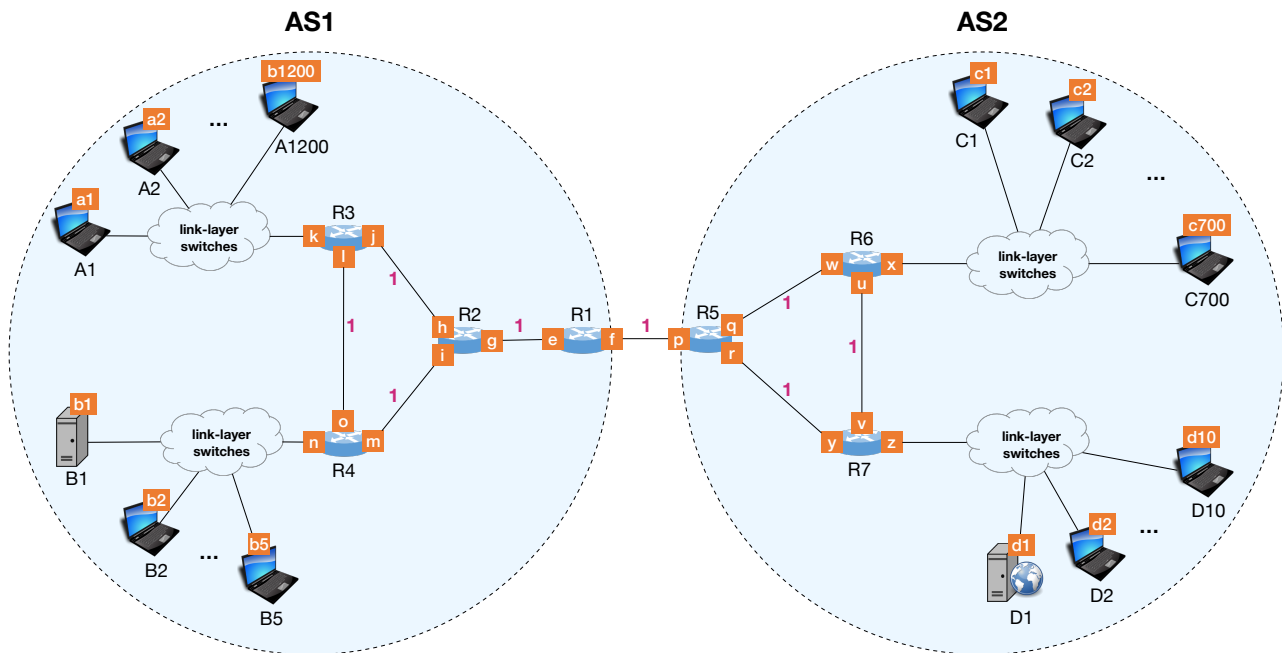 AS1
AS2
b1200
...
a2
A1200
A2
a1
link-layer
switches
A1
R3
k
j
l
1
1
h
R2
g
i
1
e
R1
f
1
p
R5
q
r
1
b1
B1
link-layer
switches
o
n
m
R4
b2
B2
...
b5
B5
c1
C1
c2
C2
...
c700
C700
link-layer
switches
R6
w
x
u
1
1
1
v
y
z
R7
link-layer
switches
d10
D10
...
d2
D2
d1
D1